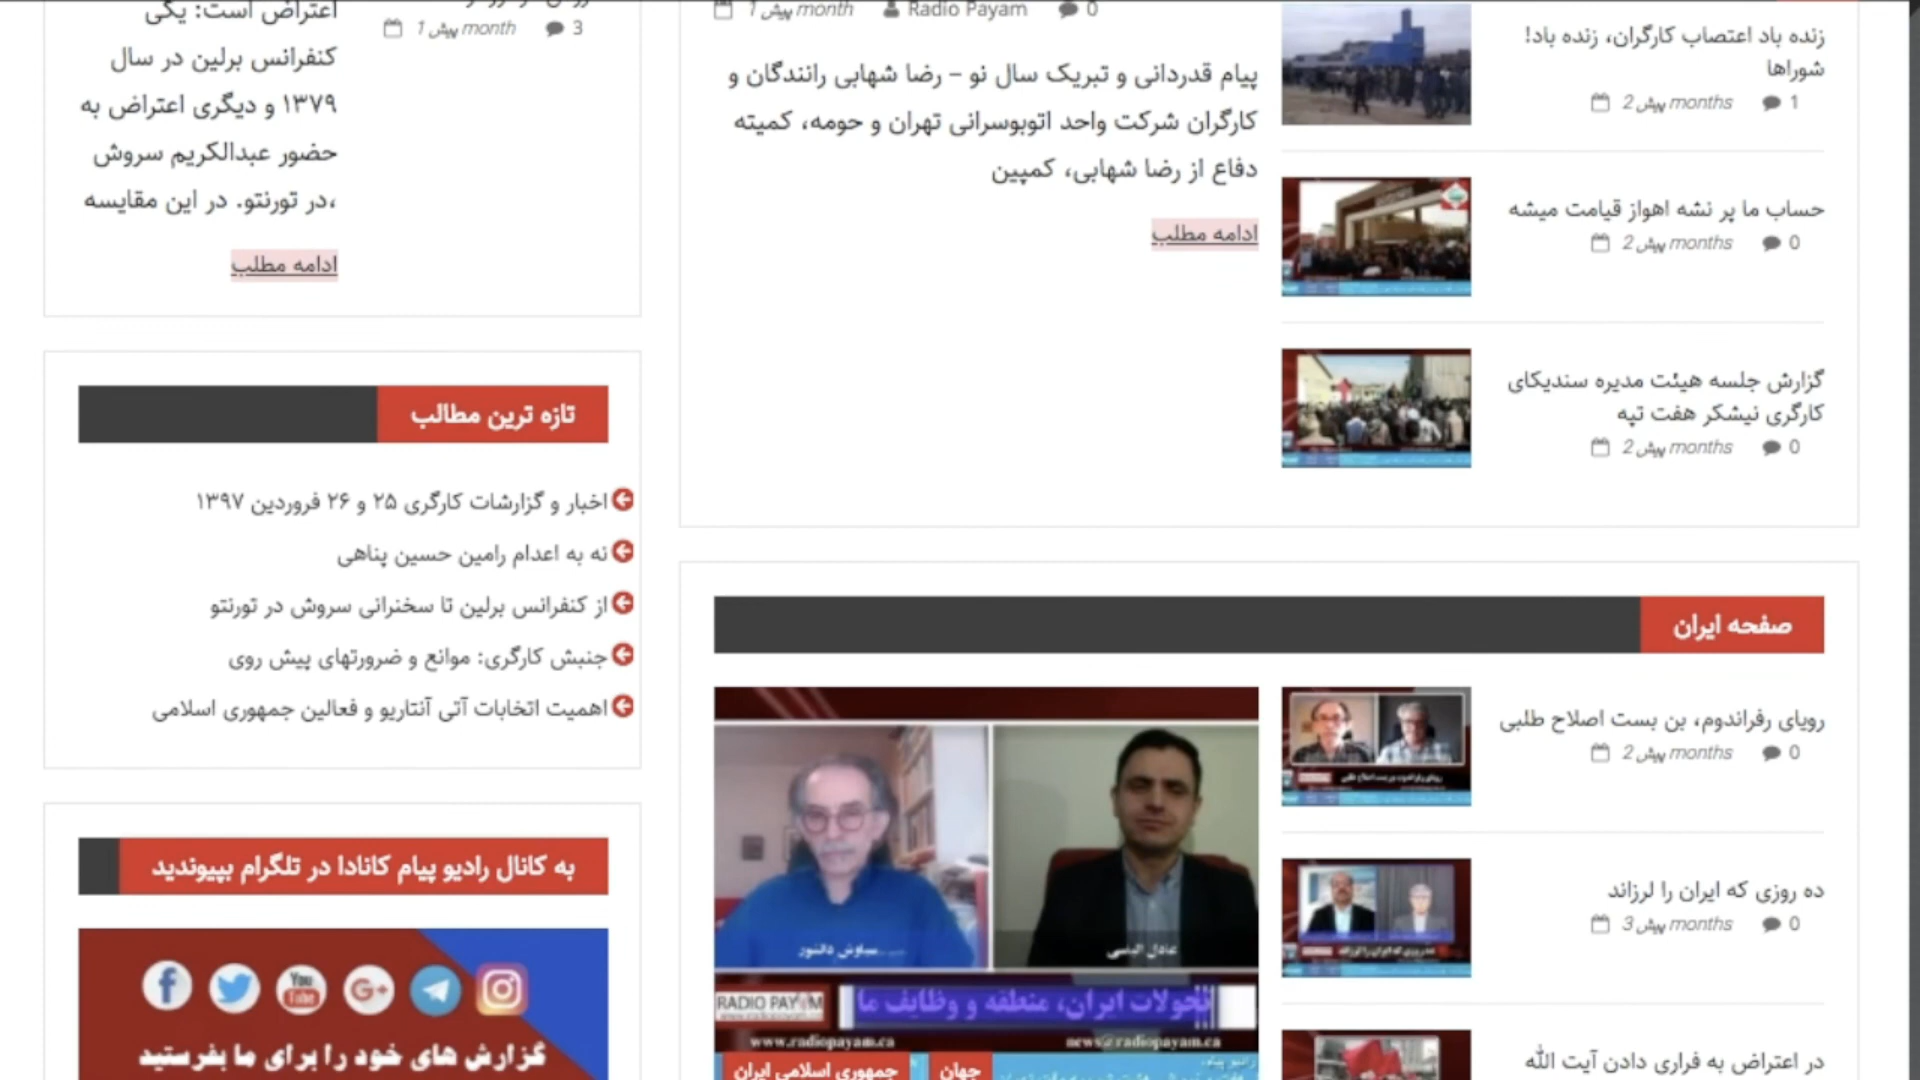 زنده باد اعتصاب کارگران، زنده باد!
شوراها
2 پیش months 1
حساب ما پر نشه اهواز قیامت میشه
2 پیش months 0
گزارش جلسه هیئت مدیره سندیکای
کارگری نیشکر هفت تپه
2 پیش months 0
1 پیش month Radio Payam 0
پیام قدردانی و تبریک سال نو – رضا شهابی رانندگان و
کارگران شرکت واحد اتوبوسرانی تهران و حومه، کمیته
دفاع از رضا شهابی، کمپین
ادامه مطلب
1 پیش month 3
اعتراض است: یکی
کنفرانس برلین در سال
۱۳۷۹ و دیگری اعتراض به
حضور عبدالکریم سروش
،در تورنتو. در این مقایسه
ادامه مطلب
تازه ترین مطالب
اخبار و گزارشات کارگری ۲۵ و ۲۶ فروردین ۱۳۹۷
نه به اعدام رامین حسین پناهی
از کنفرانس برلین تا سخنرانی سروش در تورنتو
جنبش کارگری: موانع و ضرورتهای پیش روی
اهمیت اتخابات آتی آنتاریو و فعالین جمهوری اسلامی
به کانال رادیو پیام کانادا در تلگرام بپیوندید
You
Tube
G+
گزارش های خود را برای ما بفرستید
صفحه ایران
رویای رفراندوم، بن بست اصلاح طلبی
2 پیش months 0
ده روزی که ایران را لرزاند
3 پیش months 0
در اعتراض به فراری دادن آیت الله
سیاوش دانشور
عادل الیاسی
RADIO PAYAM
تحولات ایران، منطقه و وظایف ما
www.radiopayam.ca
news@radiopayam.ca
جهان
جمهوری اسلامی ایران